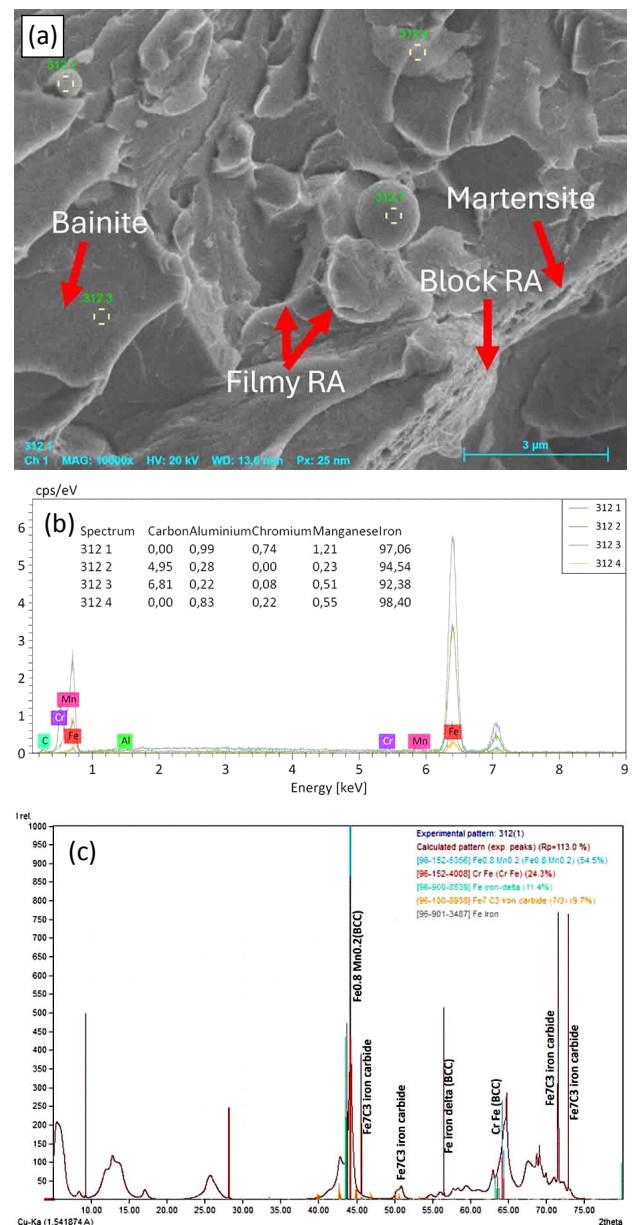 (a)
312 2
312 4
312 1
Martensite
Bainite
Block RA
312 3
Filmy RA
312 1
Ch 1 MAG: 10000x HV: 20 kV WD: 13,6 mm Px: 25 nm
3 µm
cps/eV
(b)
Spectrum Carbon Aluminium Chromium Manganese Iron
312 1 0,00 0,99 0,74 1,21 97,06
312 2 4,95 0,28 0,00 0,23 94,54
312 3 6,81 0,22 0,08 0,51 92,38
312 4 0,00 0,83 0,22 0,55 98,40
312 1
312 2
312 3
312 4
6
5
4
3
2
1
0
Mn
Cr
C
Fe
Al
Cr
Mn
Fe
1 2 3 4 5 6 7 8 9
Energy [keV]
(c)
I rel.
Experimental pattern: 312(1)
Calculated pattern (exp. peaks) (Rp=113.0 %)
[96-152-5356] Fe0.8 Mn0.2 (Fe0.8 Mn0.2) (54.5%)
[96-152-4008] Cr Fe (Cr Fe) (24.3%)
[96-900-8539] Fe iron-delta (11.4%)
[96-100-8938] Fe7 C3 Iron carbide (7/3) (9.7%)
[96-901-3487] Fe Iron
1000
950
900
850
800
750
700
650
600
550
500
450
400
350
300
250
200
150
100
50
0
Fe0.8 Mn0.2(BCC)
Fe7C3 iron carbide
Fe7C3 iron carbide
Fe iron delta (BCC)
Cr Fe (BCC)
Fe7C3 iron carbide
Fe7C3 iron carbide
10.00 15.00 20.00 25.00 30.00 35.00 40.00 45.00 50.00 55.00 60.00 65.00 70.00 75.00
Cu-Ka (1.541874 A)
2theta